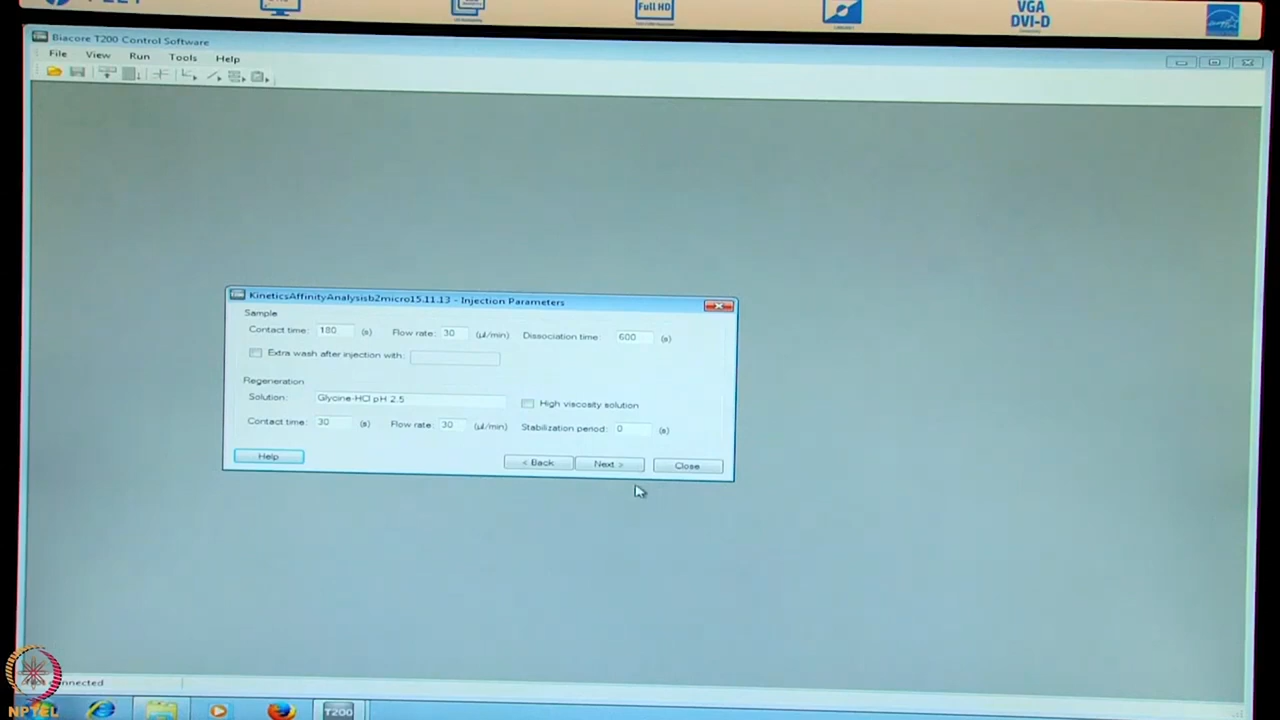 Full HD
VGA
DVI-D
Biacore T200 Control Software
File View Run Tools Help
KineticsAffinityAnalysisb2micro15.11.13 - Injection Parameters
Sample
Contact time: 180 (s) Flow rate: 30 (µl/min) Dissociation time: 600 (s)
Extra wash after injection with:
Regeneration
Solution: Glycine-HCl pH 2.5 High viscosity solution
Contact time: 30 (s) Flow rate: 30 (µl/min) Stabilization period: 0 (s)
Help < Back Next > Close
T200
NPTEL